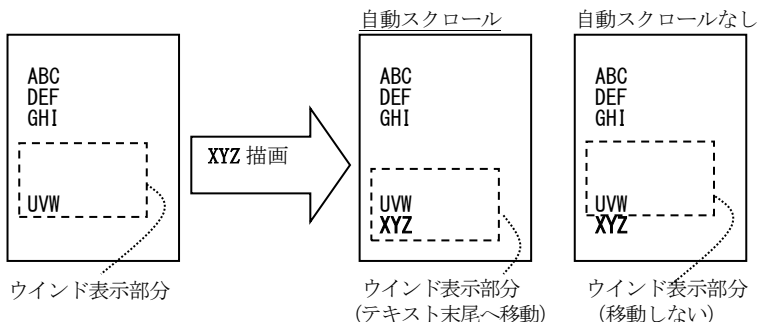 自動スクロール
自動スクロールなし
ABC
DEF
GHI
UVW
ウインド表示部分
XYZ 描画
ABC
DEF
GHI
UVW
XYZ
ウインド表示部分
(テキスト末尾へ移動)
ABC
DEF
GHI
UVW
XYZ
ウインド表示部分
(移動しない)